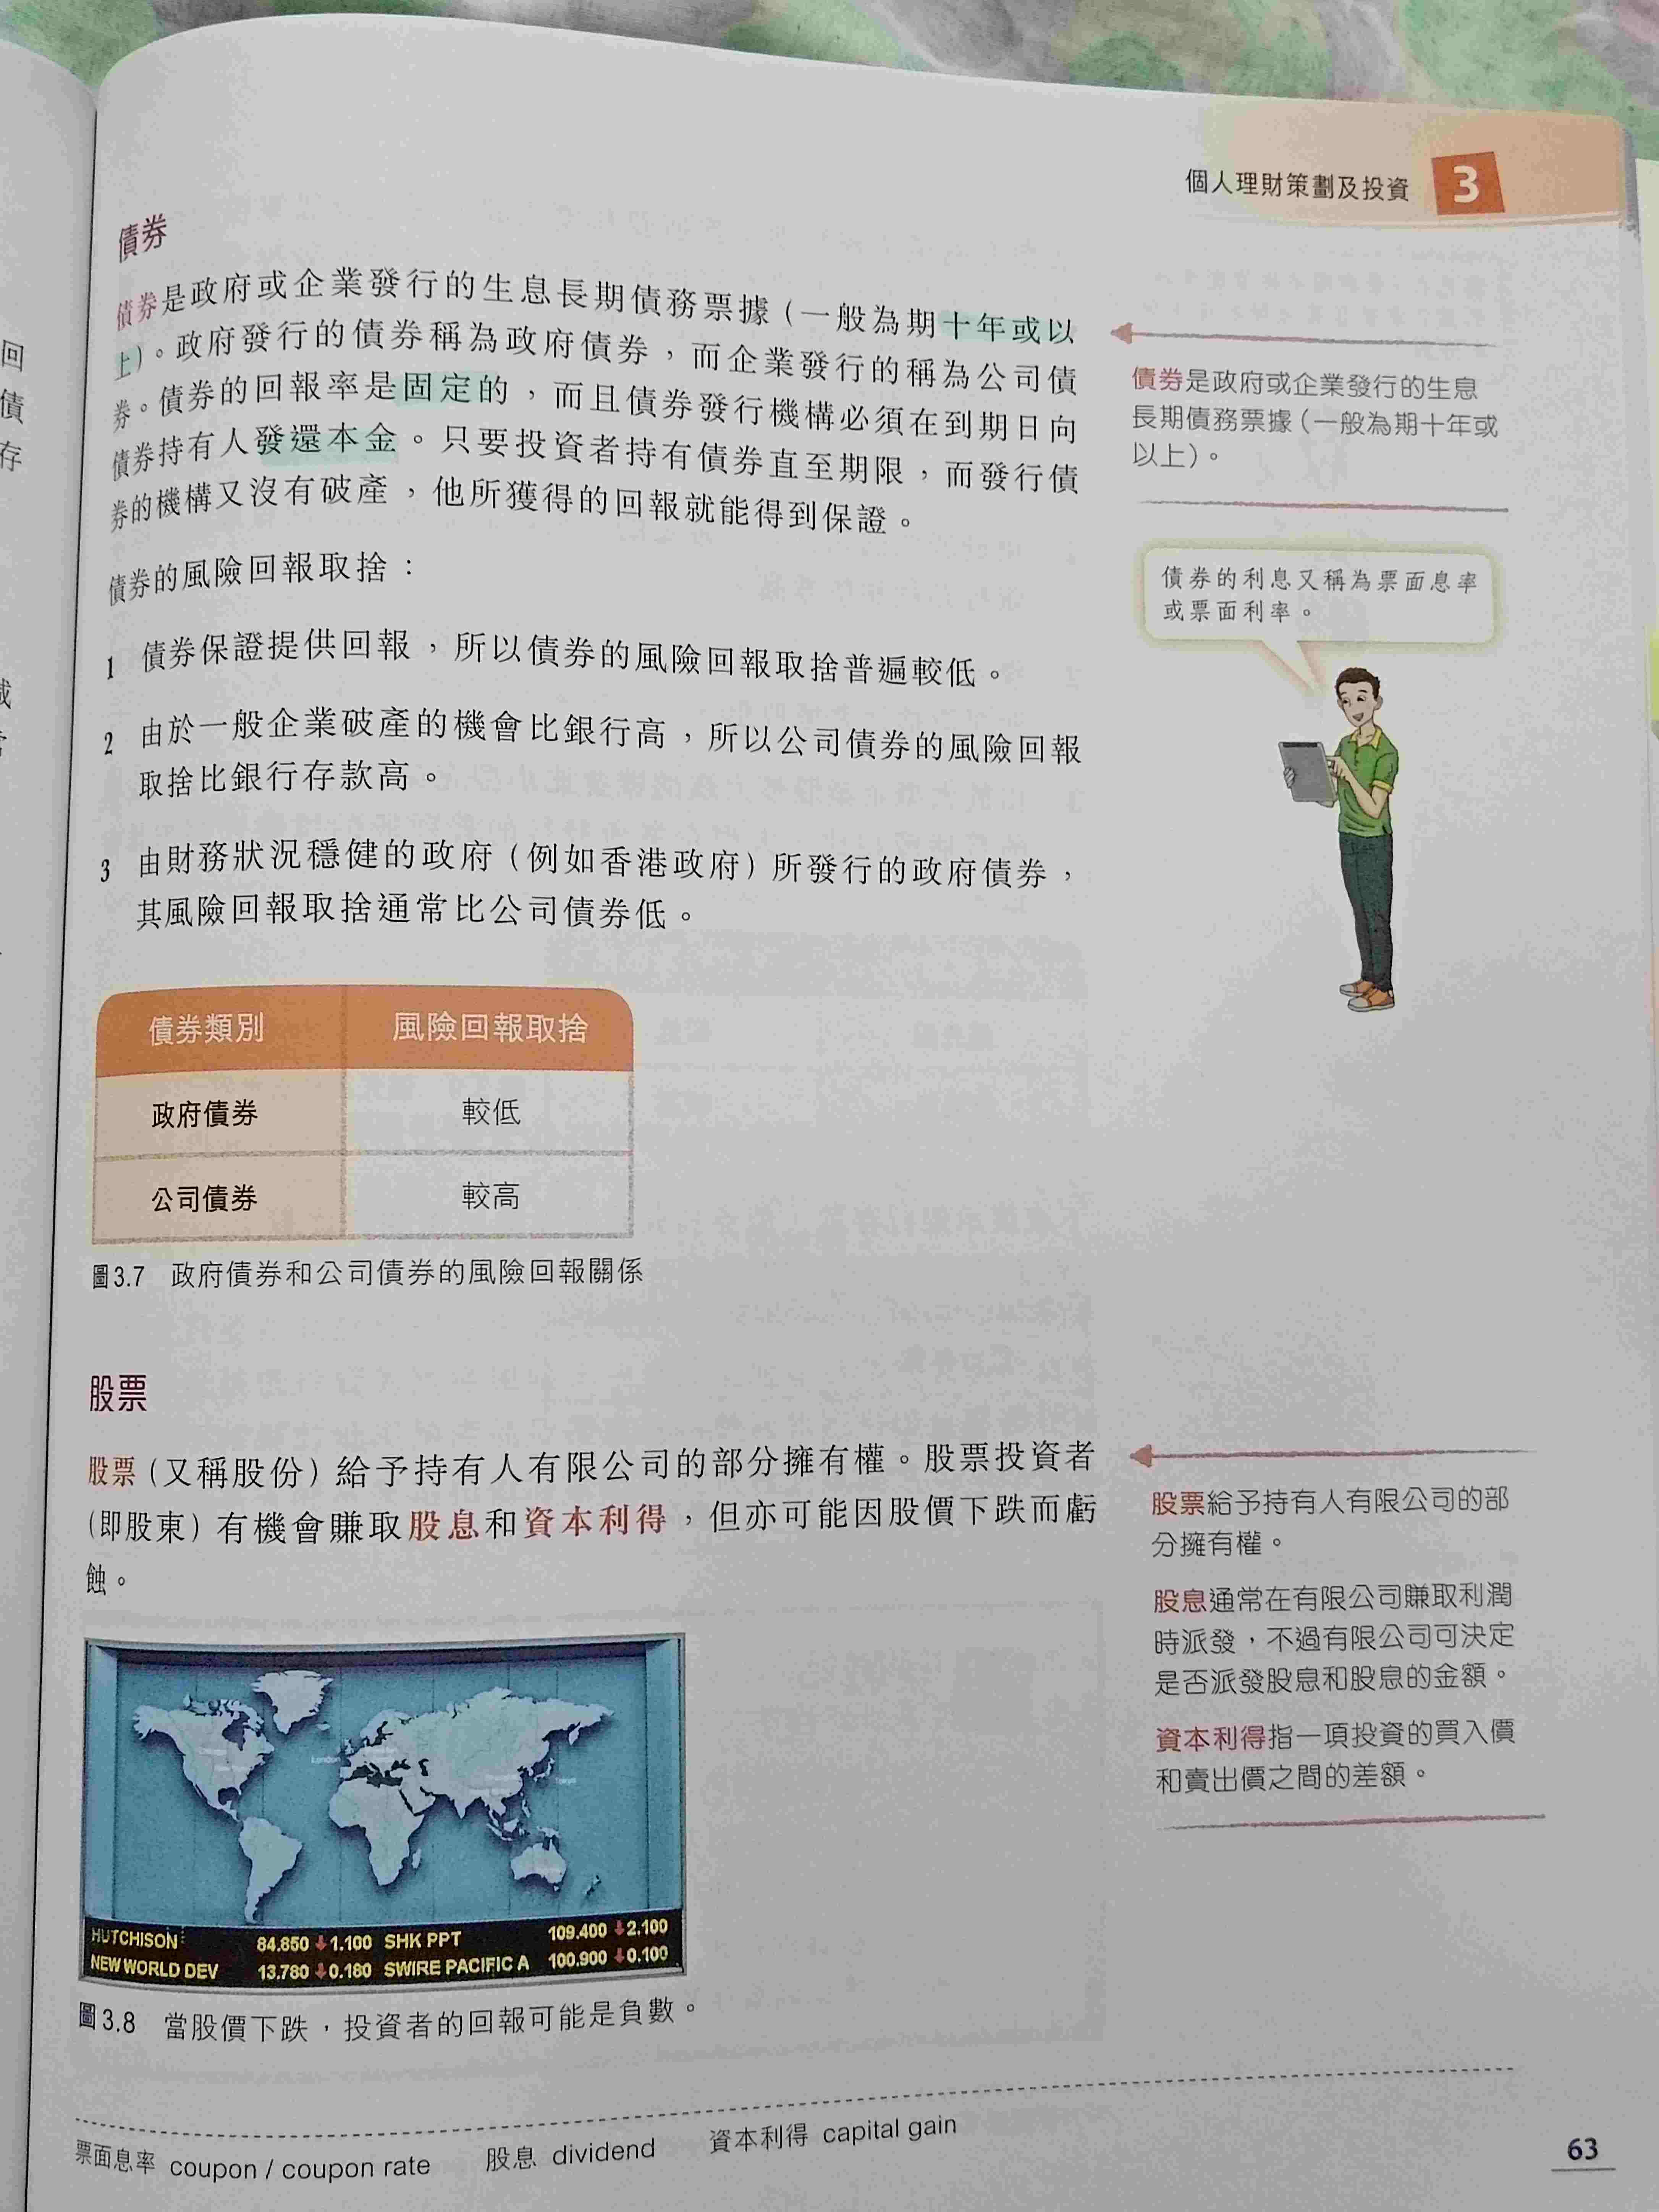 個人理財策劃及投資 3
債券
債券是政府或企業發行的生息長期債務票據(一般為期十年或以
上)。政府發行的債券稱為政府債券,而企業發行的稱為公司債
券。債券的回報率是固定的,而且債券發行機構必須在到期日向
債券持有人發還本金。只要投資者持有債券直至期限,而發行債
券的機構又沒有破產,他所獲得的回報就能得到保證。
債券的風險回報取捨:
1 債券保證提供回報,所以債券的風險回報取捨普遍較低。
2 由於一般企業破產的機會比銀行高,所以公司債券的風險回報
取捨比銀行存款高。
3 由財務狀況穩健的政府(例如香港政府)所發行的政府債券,
其風險回報取捨通常比公司債券低。
債券類別 風險回報取捨
政府債券 較低
公司債券 較高
圖3.7 政府債券和公司債券的風險回報關係
債券是政府或企業發行的生息
長期債務票據(一般為期十年或
以上)。
債券的利息又稱為票面息率
或票面利率。
股票
股票(又稱股份)給予持有人有限公司的部分擁有權。股票投資者
(即股東)有機會賺取股息和資本利得,但亦可能因股價下跌而虧
蝕。
London
Tokyo
HUTCHISON 84.850 1.100 SHK PPT 109.400 2.100
NEW WORLD DEV 13.780 0.180 SWIRE PACIFIC A 100.900 0.100
圖3.8 當股價下跌,投資者的回報可能是負數。
股票給予持有人有限公司的部
分擁有權。
股息通常在有限公司賺取利潤
時派發,不過有限公司可決定
是否派發股息和股息的金額。
資本利得指一項投資的買入價
和賣出價之間的差額。
票面息率 coupon / coupon rate 股息 dividend 資本利得 capital gain
63
回
債
存